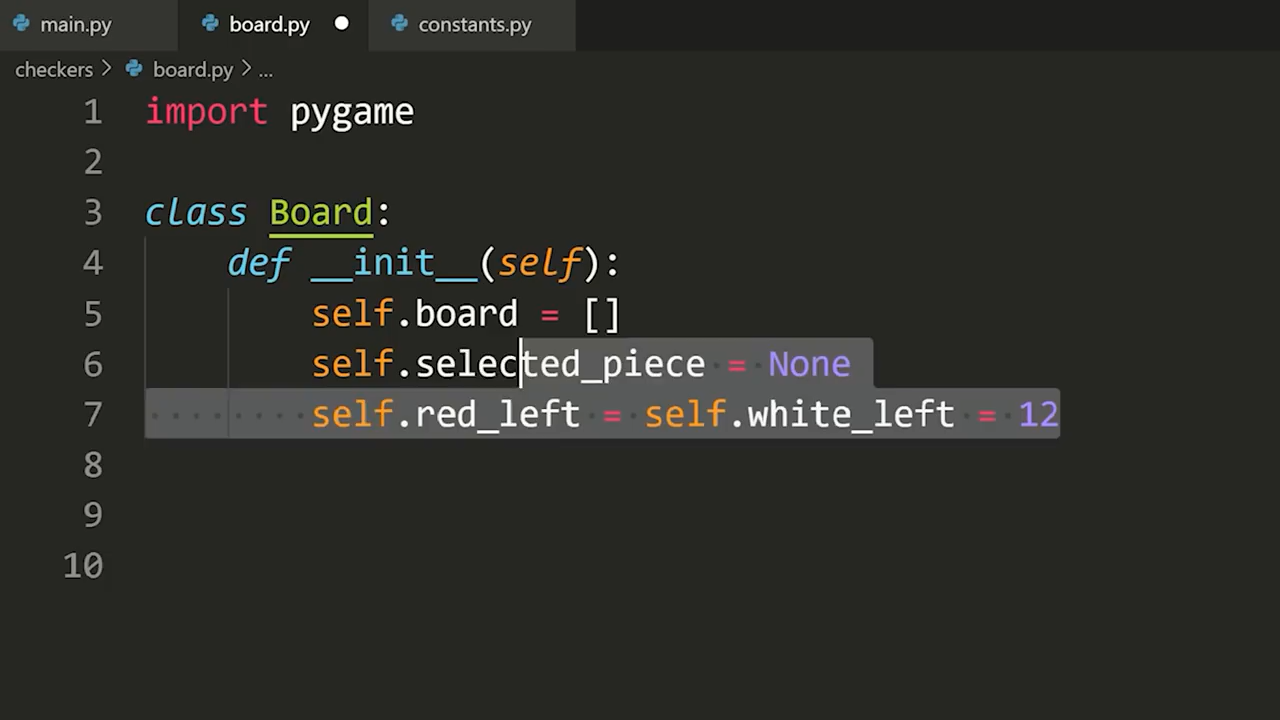 main.py board.py constants.py
checkers > board.py > ...
1 import pygame
2
3 class Board:
4     def __init__(self):
5         self.board = []
6         self.selected_piece = None
7         self.red_left = self.white_left = 12
8
9
10